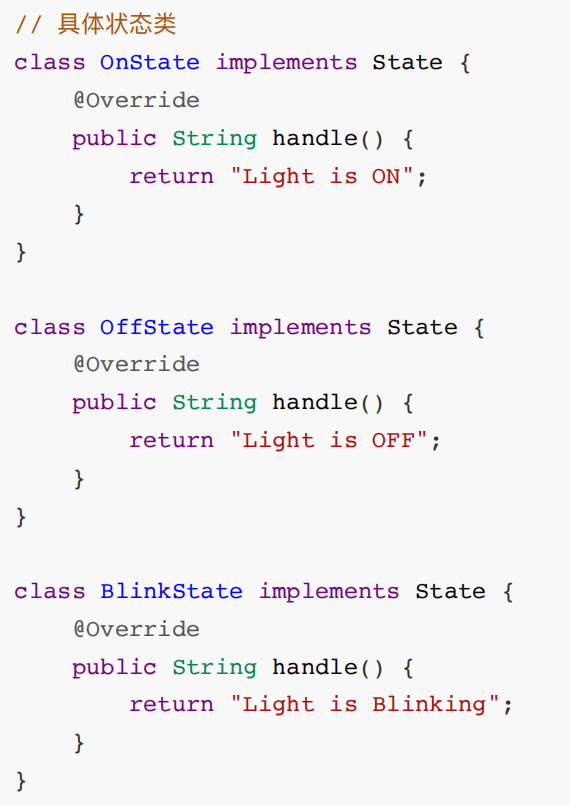 // 具体状态类
class OnState implements State {
    @Override
    public String handle() {
        return "Light is ON";
    }
}

class OffState implements State {
    @Override
    public String handle() {
        return "Light is OFF";
    }
}

class BlinkState implements State {
    @Override
    public String handle() {
        return "Light is Blinking";
    }
}